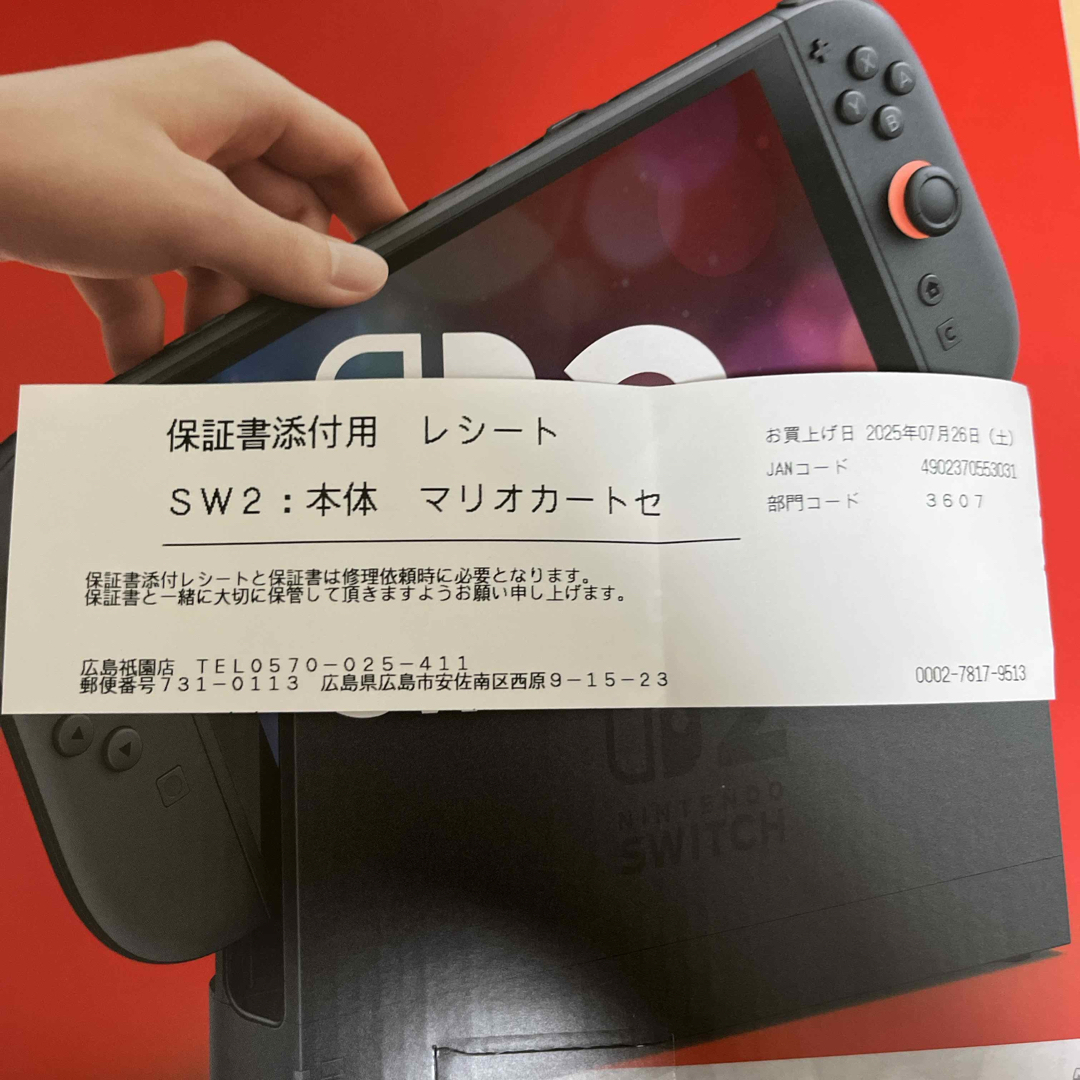 X
A
Y
B
C
保証書添付用 レシート
お買上げ日 2025年07月26日(土)
JANコード 4902370553031
部門コード 3607
SW2:本体 マリオカートセ
保証書添付レシートと保証書は修理依頼時に必要となります。
保証書と一緒に大切に保管して頂きますようお願い申し上げます。
広島祇園店 TEL0570-025-411
郵便番号731-0113 広島県広島市安佐南区西原9-15-23
0002-7817-9513
2
NINTENDO
SWITCH